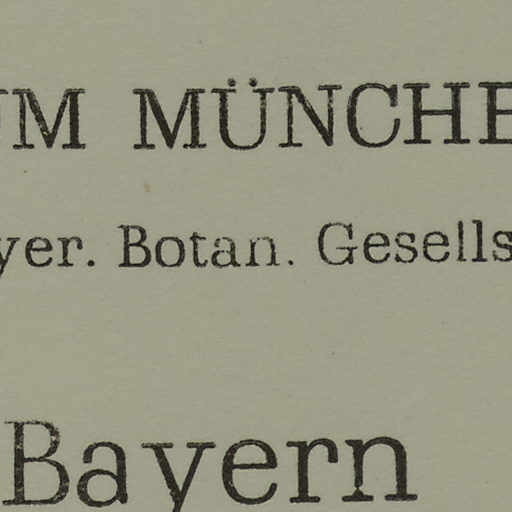 UM MÜNCHE
yer. Botan. Gesells
Bayern